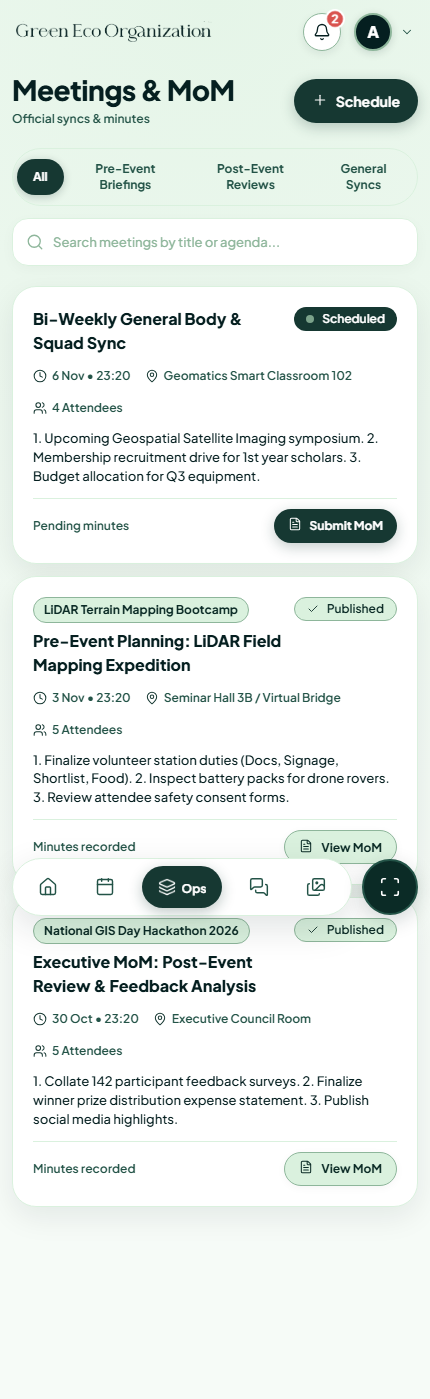 Green Eco Organization
2
A
Meetings & MoM
Official syncs & minutes
Schedule
All
Pre-Event
Briefings
Post-Event
Reviews
General
Syncs
Search meetings by title or agenda...
Bi-Weekly General Body &
Squad Sync
Scheduled
6 Nov • 23:20
Geomatics Smart Classroom 102
4 Attendees
1. Upcoming Geospatial Satellite Imaging symposium. 2.
Membership recruitment drive for 1st year scholars. 3.
Budget allocation for Q3 equipment.
Pending minutes
Submit MoM
LiDAR Terrain Mapping Bootcamp
Published
Pre-Event Planning: LiDAR Field
Mapping Expedition
3 Nov • 23:20
Seminar Hall 3B / Virtual Bridge
5 Attendees
1. Finalize volunteer station duties (Docs, Signage,
Shortlist, Food). 2. Inspect battery packs for drone rovers.
3. Review attendee safety consent forms.
Minutes recorded
View MoM
Ops
National GIS Day Hackathon 2026
Published
Executive MoM: Post-Event
Review & Feedback Analysis
30 Oct • 23:20
Executive Council Room
5 Attendees
1. Collate 142 participant feedback surveys. 2. Finalize
winner prize distribution expense statement. 3. Publish
social media highlights.
Minutes recorded
View MoM